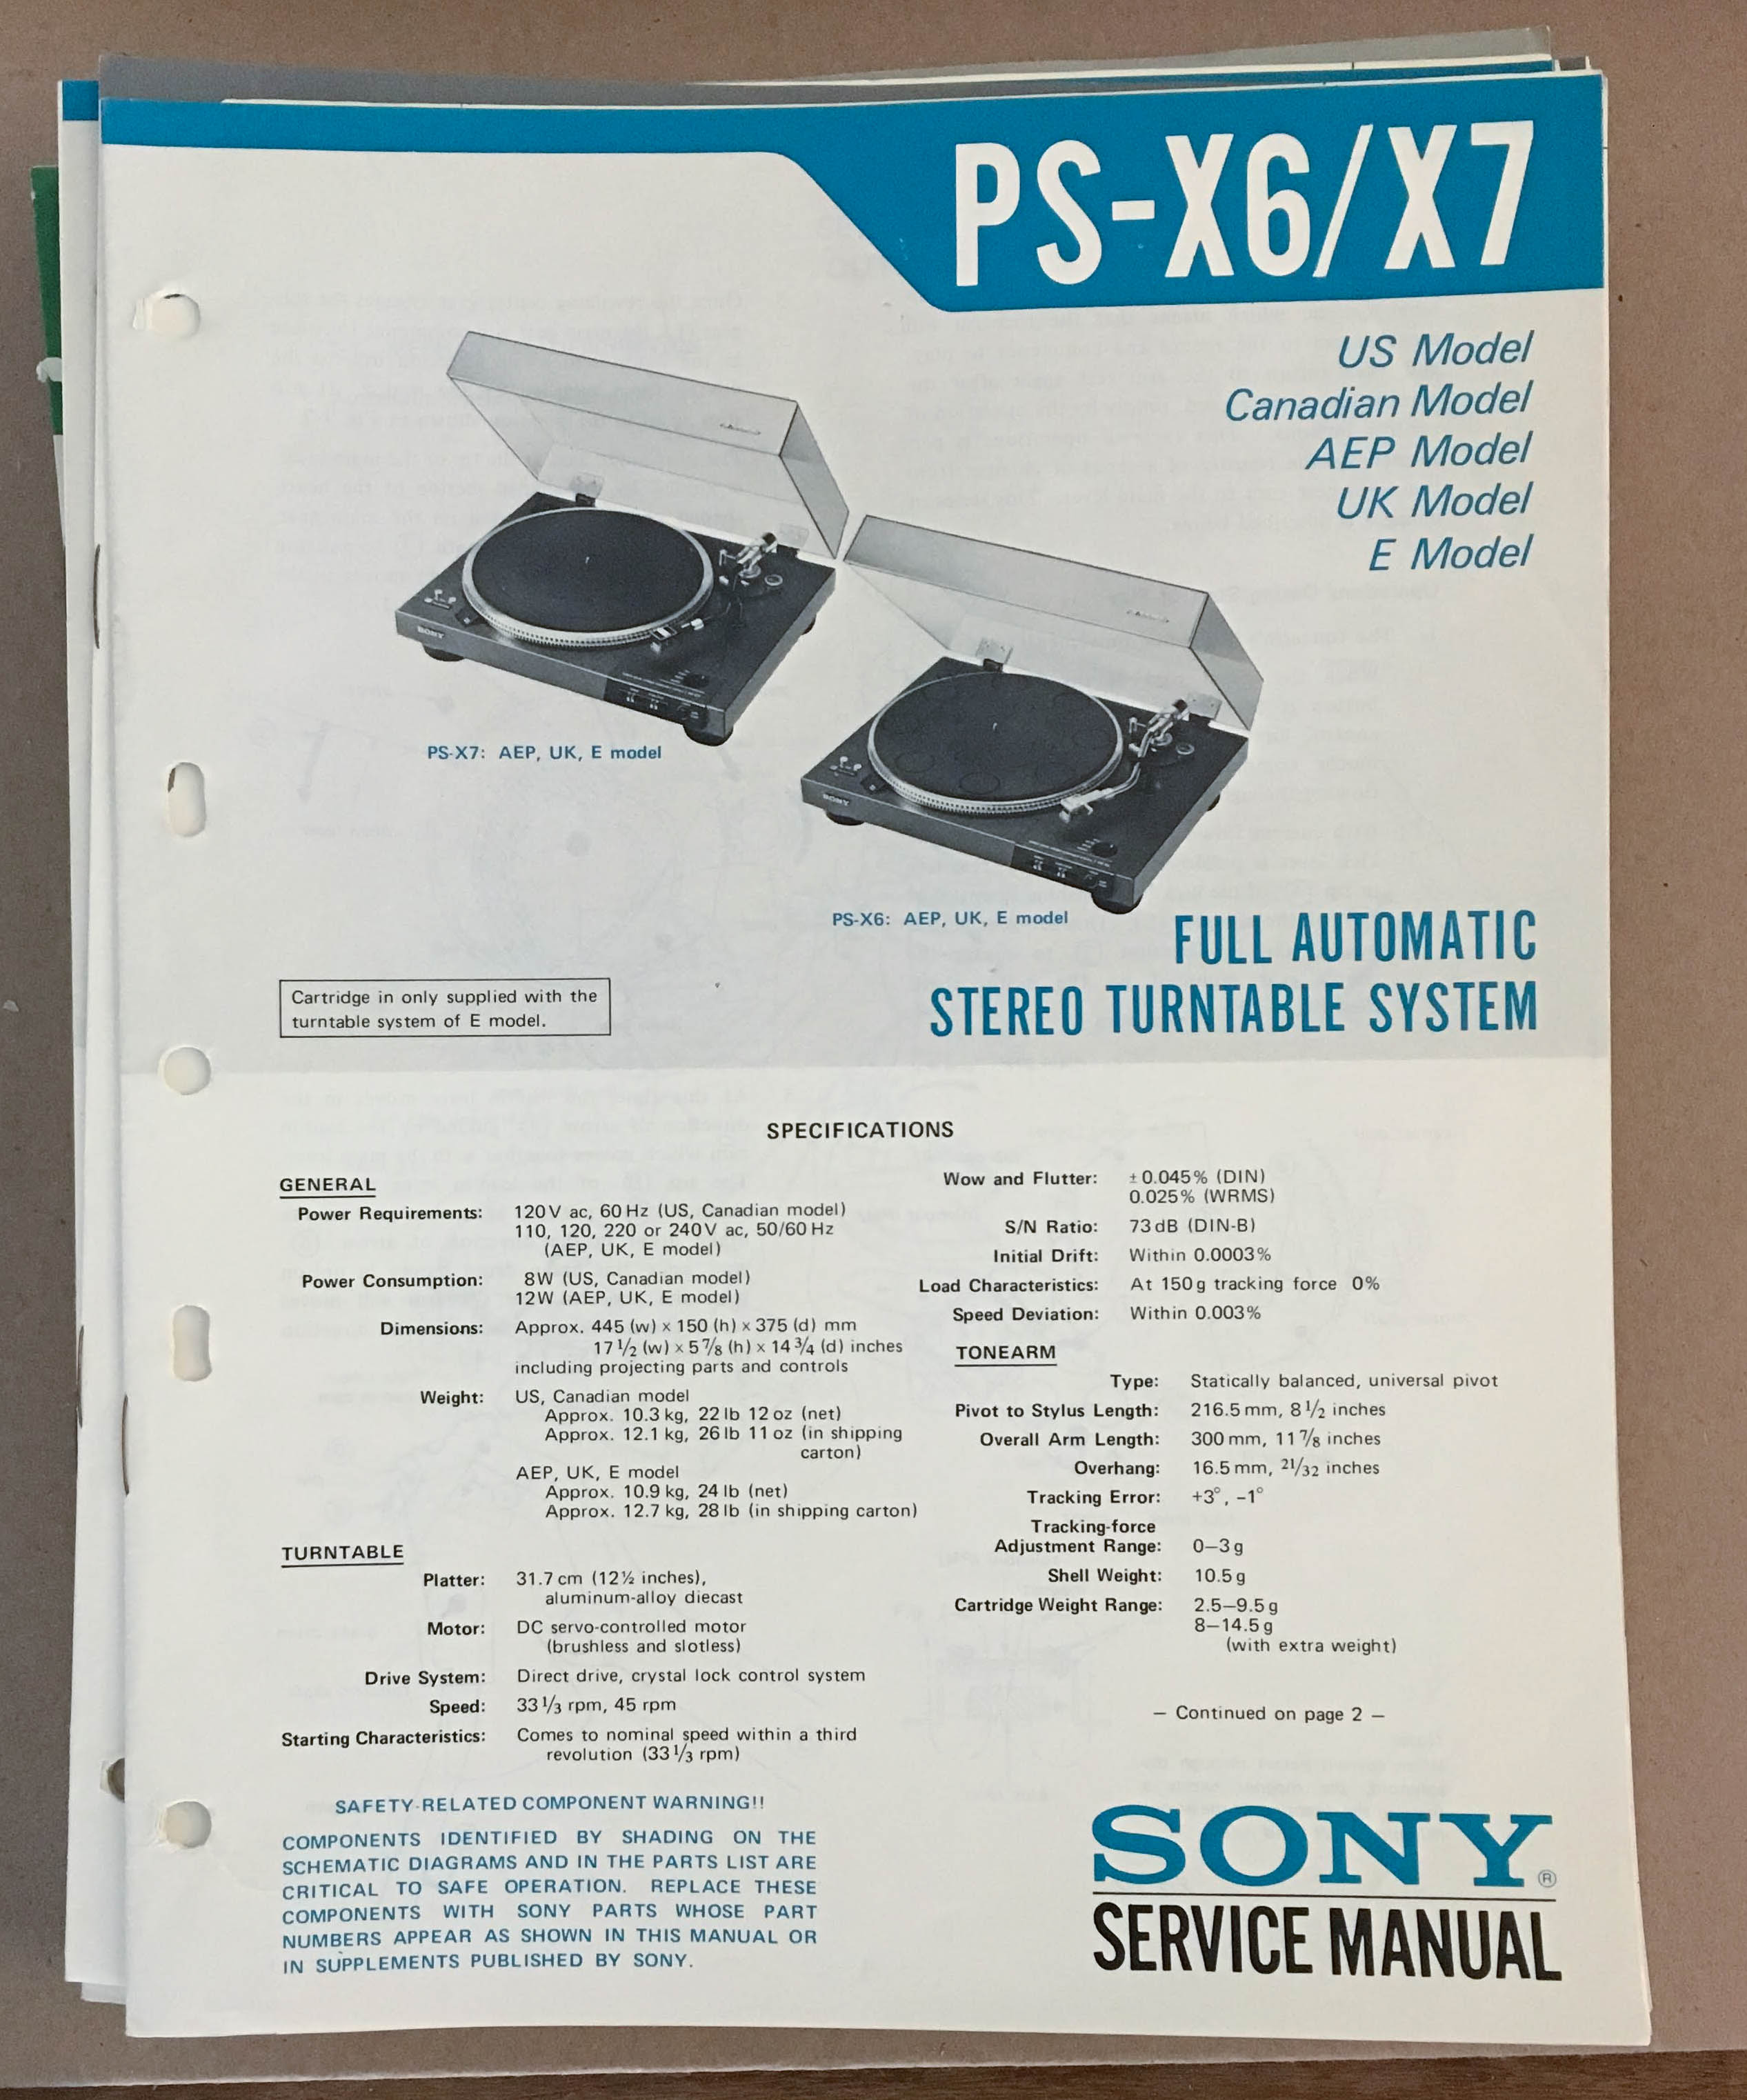 PS-X6/X7
US Model
Canadian Model
AEP Model
UK Model
E Model
SONY
PS-X7: AEP, UK, E model
SONY
PS-X6: AEP, UK, E model
FULL AUTOMATIC
STEREO TURNTABLE SYSTEM
Cartridge in only supplied with the
turntable system of E model.
SPECIFICATIONS
GENERAL
Power Requirements: 120 V ac, 60 Hz (US, Canadian model)
110, 120, 220 or 240 V ac, 50/60 Hz
(AEP, UK, E model)
Power Consumption: 8W (US, Canadian model)
12W (AEP, UK, E model)
Dimensions: Approx. 445 (w) × 150 (h) × 375 (d) mm
17 1/2 (w) × 5 7/8 (h) × 14 3/4 (d) inches
including projecting parts and controls
Weight: US, Canadian model
Approx. 10.3 kg, 22 lb 12 oz (net)
Approx. 12.1 kg, 26 lb 11 oz (in shipping
carton)
AEP, UK, E model
Approx. 10.9 kg, 24 lb (net)
Approx. 12.7 kg, 28 lb (in shipping carton)
TURNTABLE
Platter: 31.7 cm (12½ inches),
aluminum-alloy diecast
Motor: DC servo-controlled motor
(brushless and slotless)
Drive System: Direct drive, crystal lock control system
Speed: 33 1/3 rpm, 45 rpm
Starting Characteristics: Comes to nominal speed within a third
revolution (33 1/3 rpm)
Wow and Flutter: ± 0.045% (DIN)
0.025% (WRMS)
S/N Ratio: 73 dB (DIN-B)
Initial Drift: Within 0.0003%
Load Characteristics: At 150 g tracking force 0%
Speed Deviation: Within 0.003%
TONEARM
Type: Statically balanced, universal pivot
Pivot to Stylus Length: 216.5 mm, 8 1/2 inches
Overall Arm Length: 300 mm, 11 7/8 inches
Overhang: 16.5 mm, 21/32 inches
Tracking Error: +3°, -1°
Tracking-force
Adjustment Range: 0–3 g
Shell Weight: 10.5 g
Cartridge Weight Range: 2.5–9.5 g
8–14.5 g
(with extra weight)
— Continued on page 2 —
SAFETY-RELATED COMPONENT WARNING!!
COMPONENTS IDENTIFIED BY SHADING ON THE
SCHEMATIC DIAGRAMS AND IN THE PARTS LIST ARE
CRITICAL TO SAFE OPERATION. REPLACE THESE
COMPONENTS WITH SONY PARTS WHOSE PART
NUMBERS APPEAR AS SHOWN IN THIS MANUAL OR
IN SUPPLEMENTS PUBLISHED BY SONY.
SONY®
SERVICE MANUAL